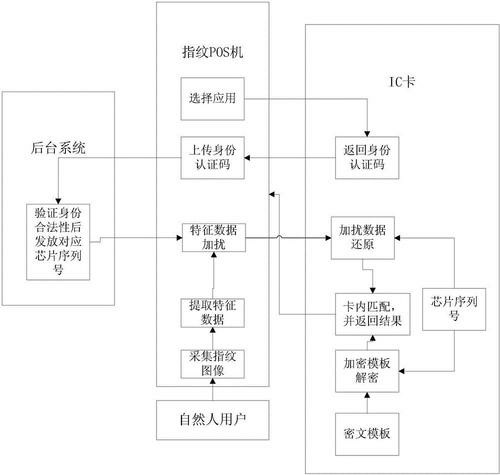 指纹POS机
IC卡
选择应用
后台系统
上传身份
认证码
返回身份
认证码
验证身份
合法性后
发放对应
芯片序列
号
特征数据
加扰
加扰数据
还原
提取特征
数据
卡内匹配，
并返回结果
芯片序列
号
采集指纹
图像
加密模板
解密
自然人用户
密文模板